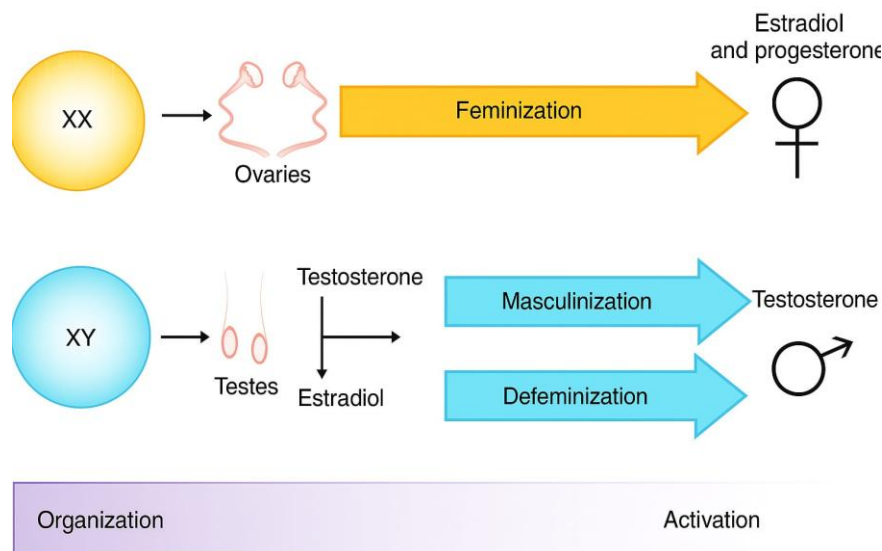 Estradiol
and progesterone
XX
Feminization
Ovaries
Testosterone
Masculinization
Testosterone
XY
Testes
Estradiol
Defeminization
Organization
Activation